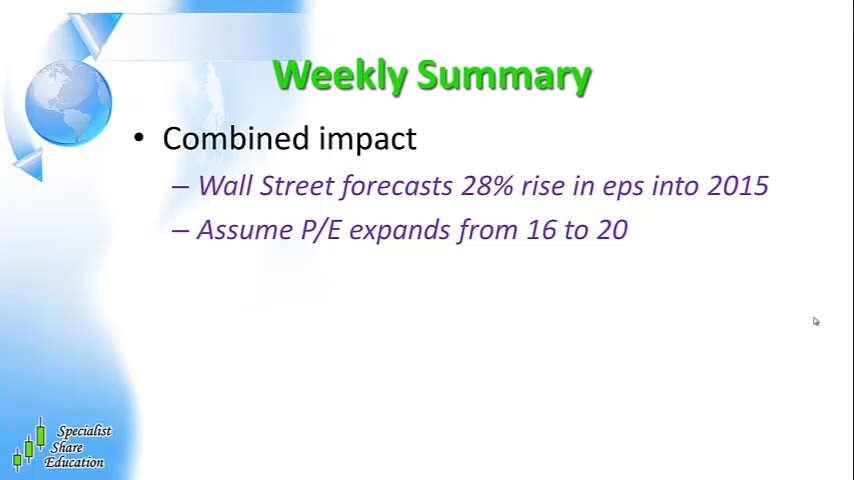 Weekly Summary
• Combined impact
– Wall Street forecasts 28% rise in eps into 2015
– Assume P/E expands from 16 to 20
Specialist
Share
Education